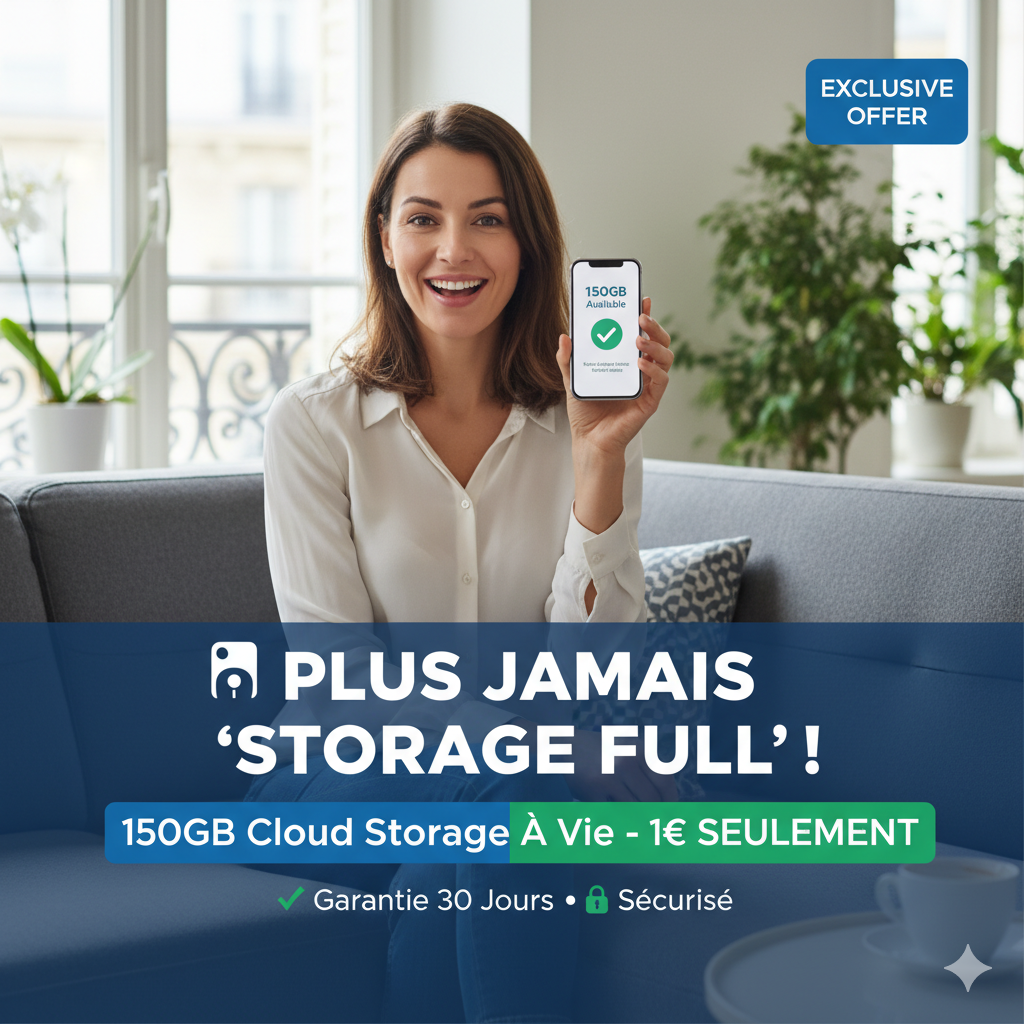 EXCLUSIVE
OFFER
150GB
Available
PLUS JAMAIS
‘STORAGE FULL’ !
150GB Cloud Storage À Vie - 1€ SEULEMENT
Garantie 30 Jours • Sécurisé